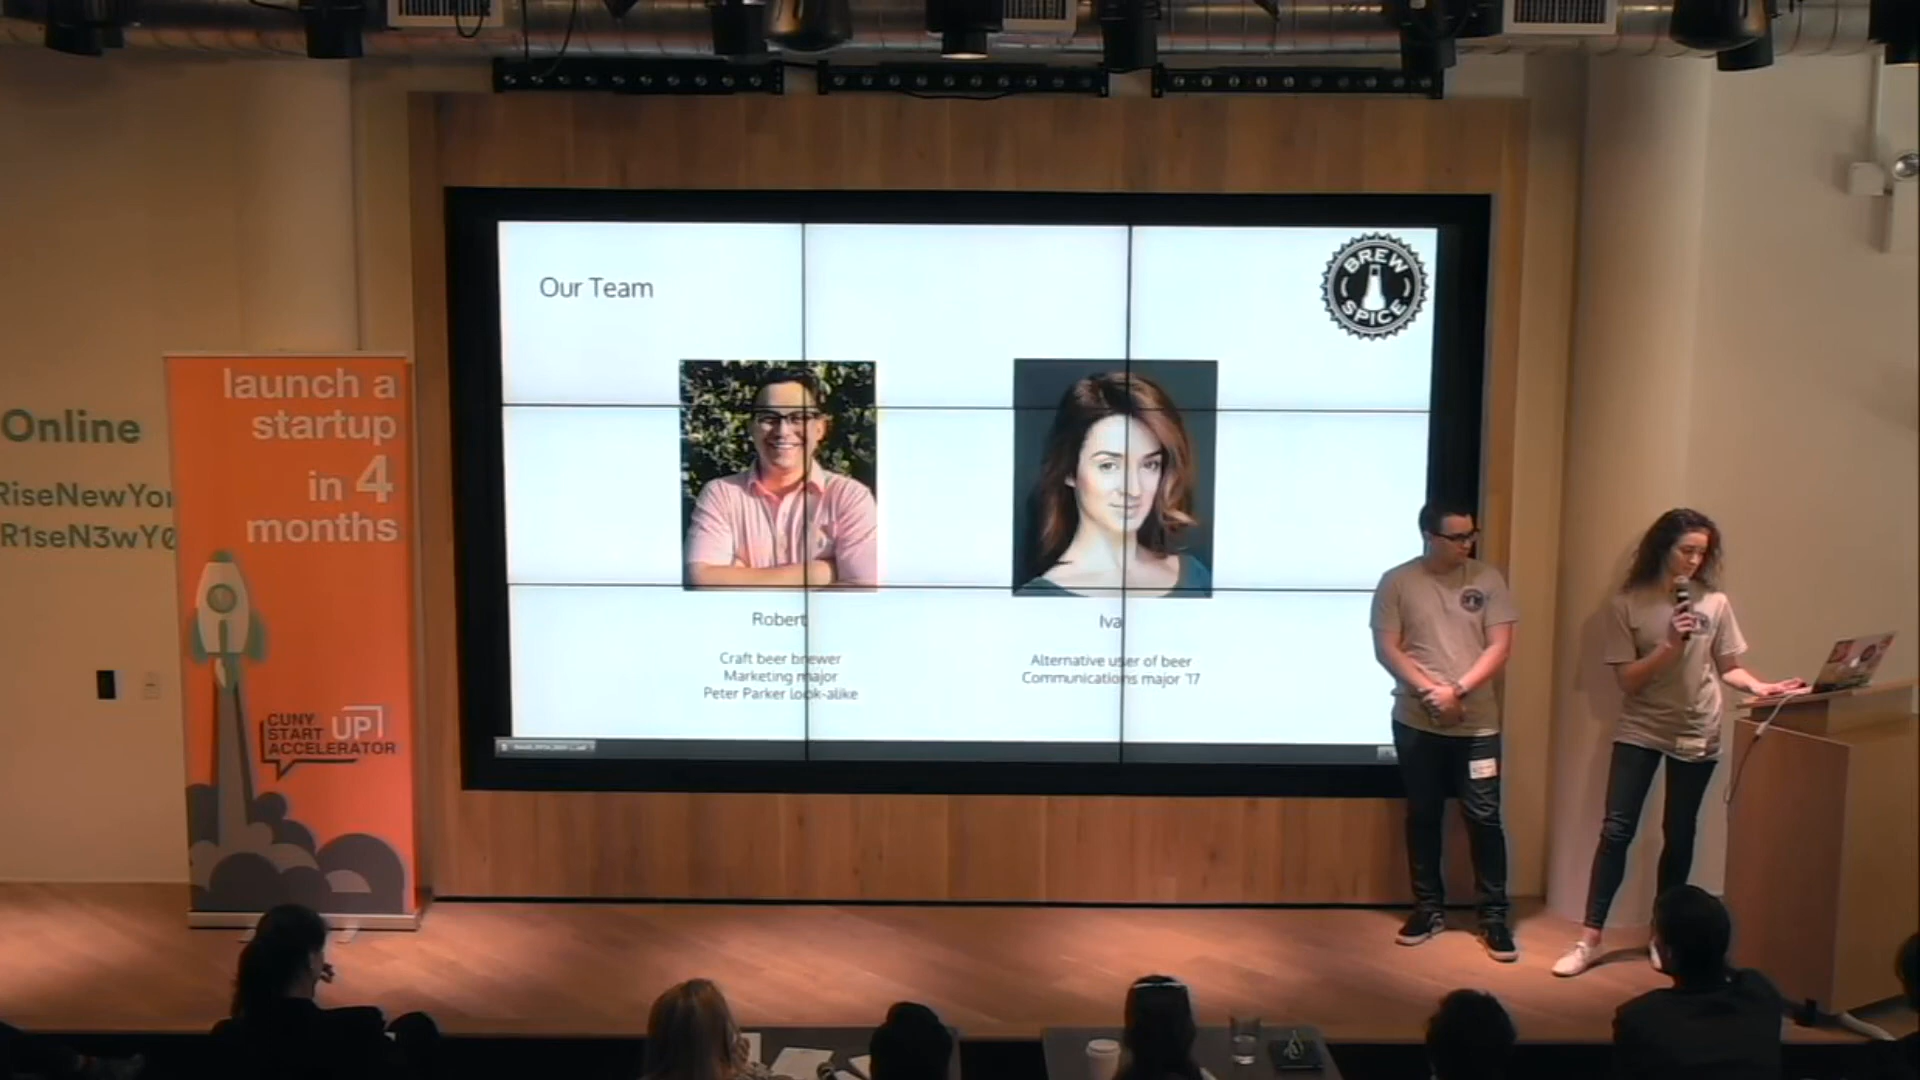 Online
RiseNewYor
R1seN3wY0
launch a
startup
in 4
months
CUNY
START UP
ACCELERATOR
Our Team
BREW
SPICE
Robert
Craft beer brewer
Marketing major
Peter Parker look-alike
Iva
Alternative user of beer
Communications major '17